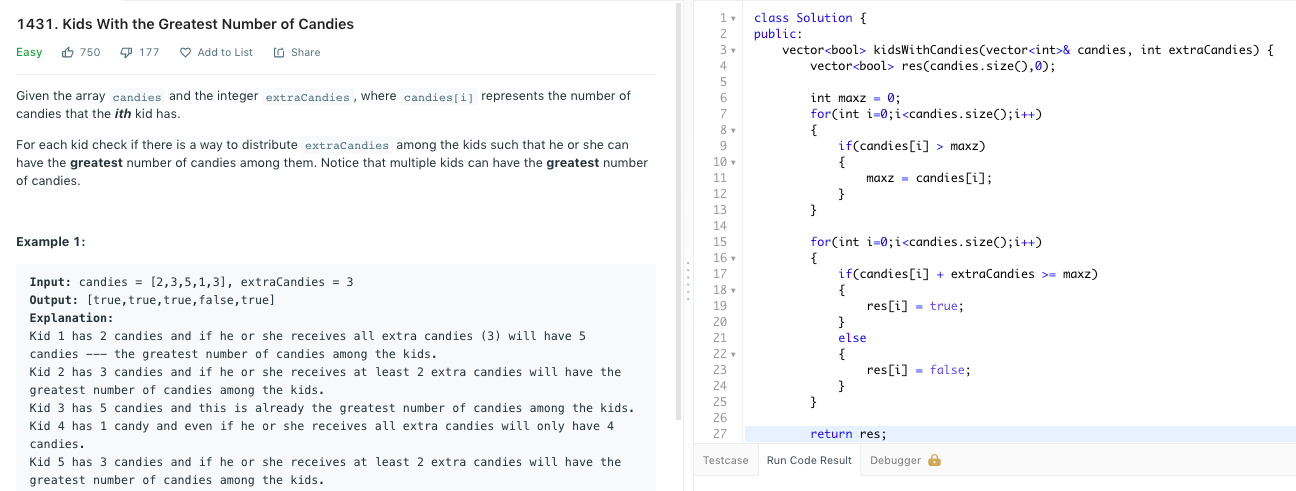 1431. Kids With the Greatest Number of Candies
Easy 750 177 Add to List Share
Given the array candies and the integer extraCandies, where candies[i] represents the number of
candies that the ith kid has.
For each kid check if there is a way to distribute extraCandies among the kids such that he or she can
have the greatest number of candies among them. Notice that multiple kids can have the greatest number
of candies.
Example 1:
Input: candies = [2,3,5,1,3], extraCandies = 3
Output: [true,true,true,false,true]
Explanation:
Kid 1 has 2 candies and if he or she receives all extra candies (3) will have 5
candies --- the greatest number of candies among the kids.
Kid 2 has 3 candies and if he or she receives at least 2 extra candies will have the
greatest number of candies among the kids.
Kid 3 has 5 candies and this is already the greatest number of candies among the kids.
Kid 4 has 1 candy and even if he or she receives all extra candies will only have 4
candies.
Kid 5 has 3 candies and if he or she receives at least 2 extra candies will have the
greatest number of candies among the kids.
1 class Solution {
2 public:
3     vector<bool> kidsWithCandies(vector<int>& candies, int extraCandies) {
4         vector<bool> res(candies.size(),0);
5
6         int maxz = 0;
7         for(int i=0;i<candies.size();i++)
8         {
9             if(candies[i] > maxz)
10             {
11                 maxz = candies[i];
12             }
13         }
14
15         for(int i=0;i<candies.size();i++)
16         {
17             if(candies[i] + extraCandies >= maxz)
18             {
19                 res[i] = true;
20             }
21             else
22             {
23                 res[i] = false;
24             }
25         }
26
27         return res;
Testcase Run Code Result Debugger